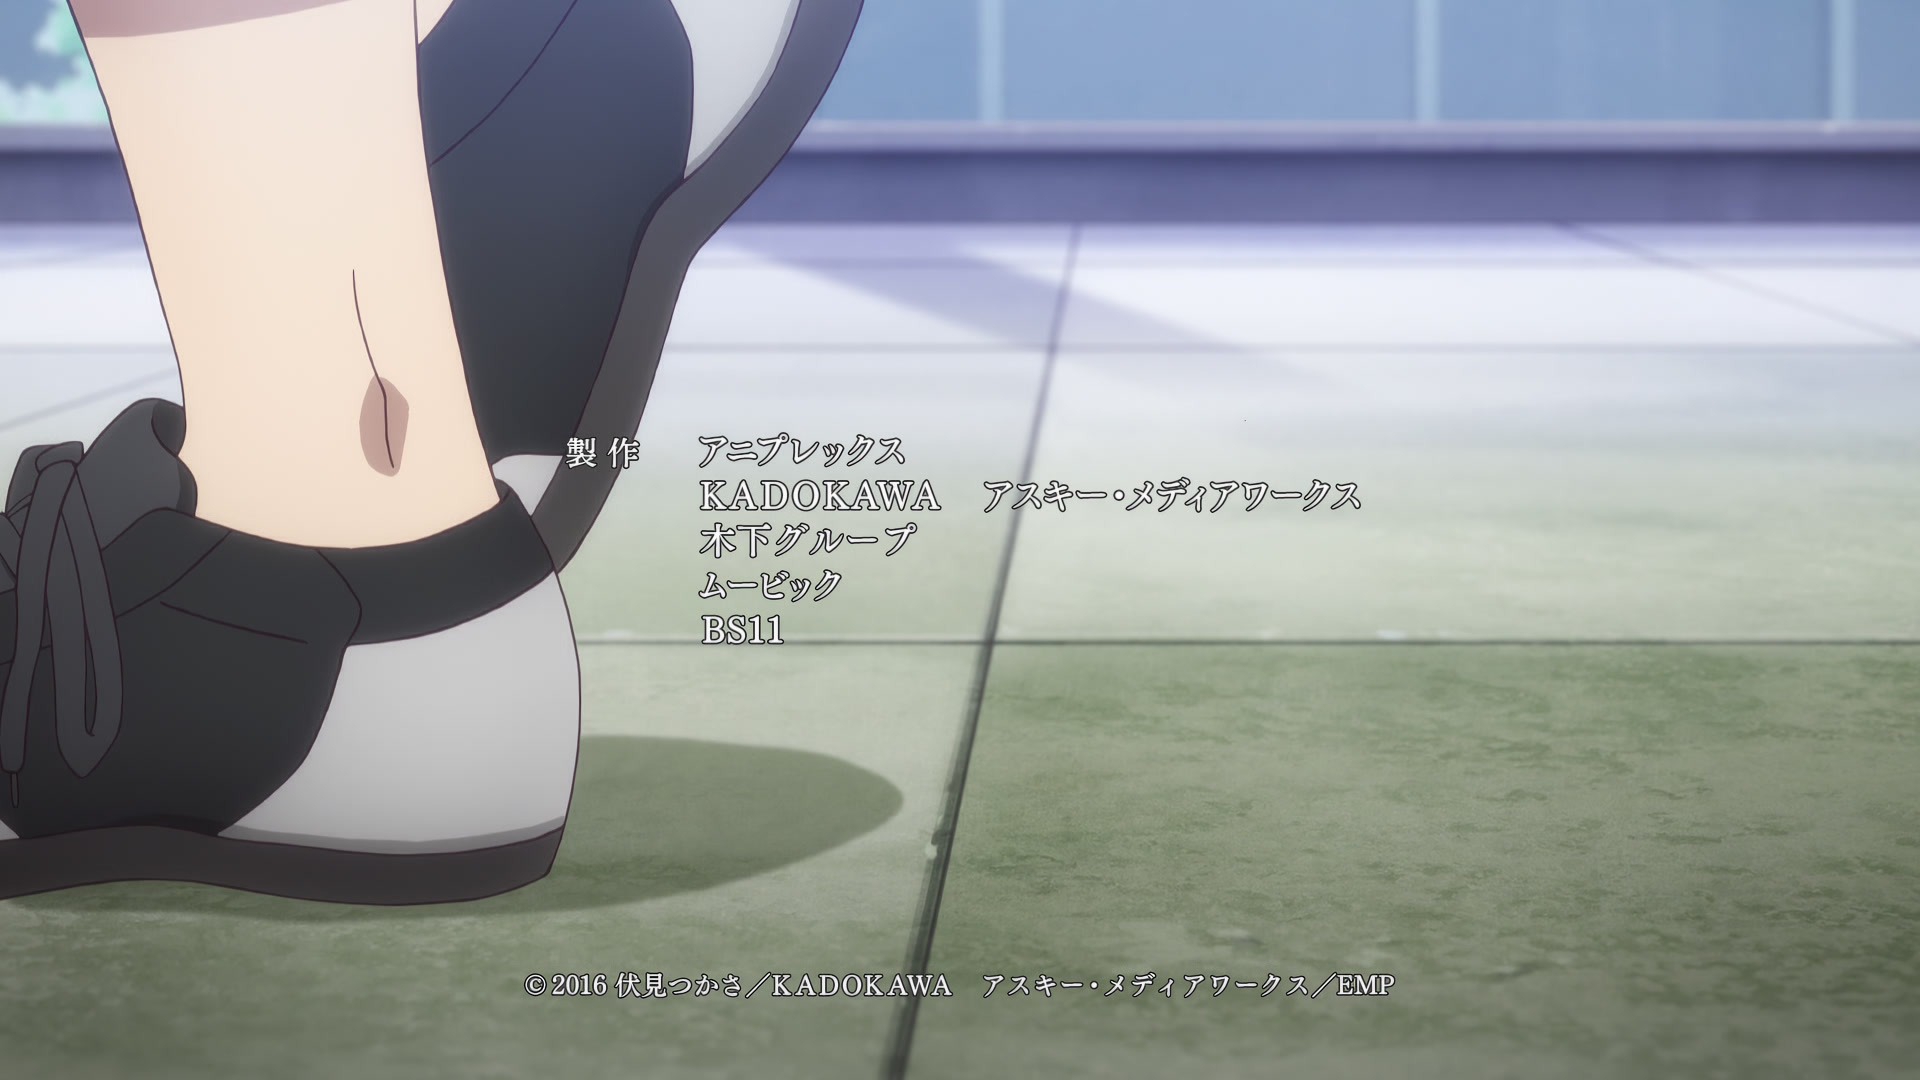 製作 アニプレックス
KADOKAWA アスキー・メディアワークス
木下グループ
ムービック
BS11
©2016 伏見つかさ／KADOKAWA アスキー・メディアワークス／EMP